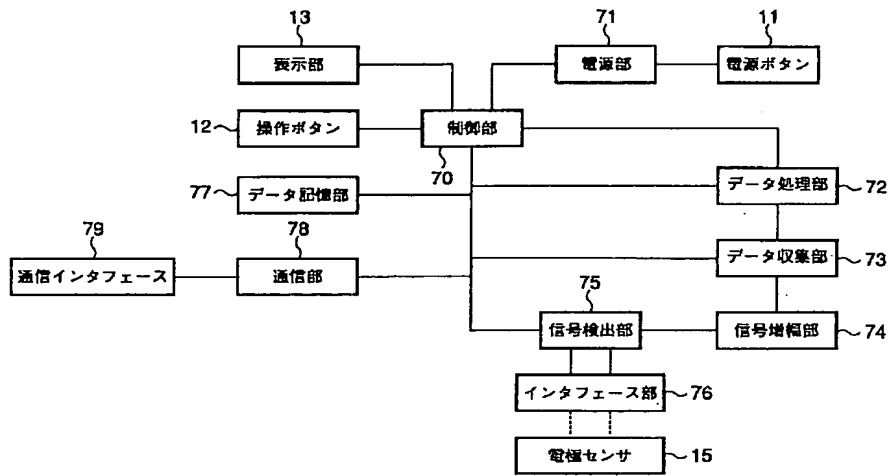 13
71
11
表示部
電源部
電源ボタン
12
操作ボタン
制御部
70
77
データ記憶部
データ処理部
72
79
78
データ収集部
73
通信インタフェース
通信部
75
信号検出部
信号増幅部
74
インタフェース部
76
電極センサ
15